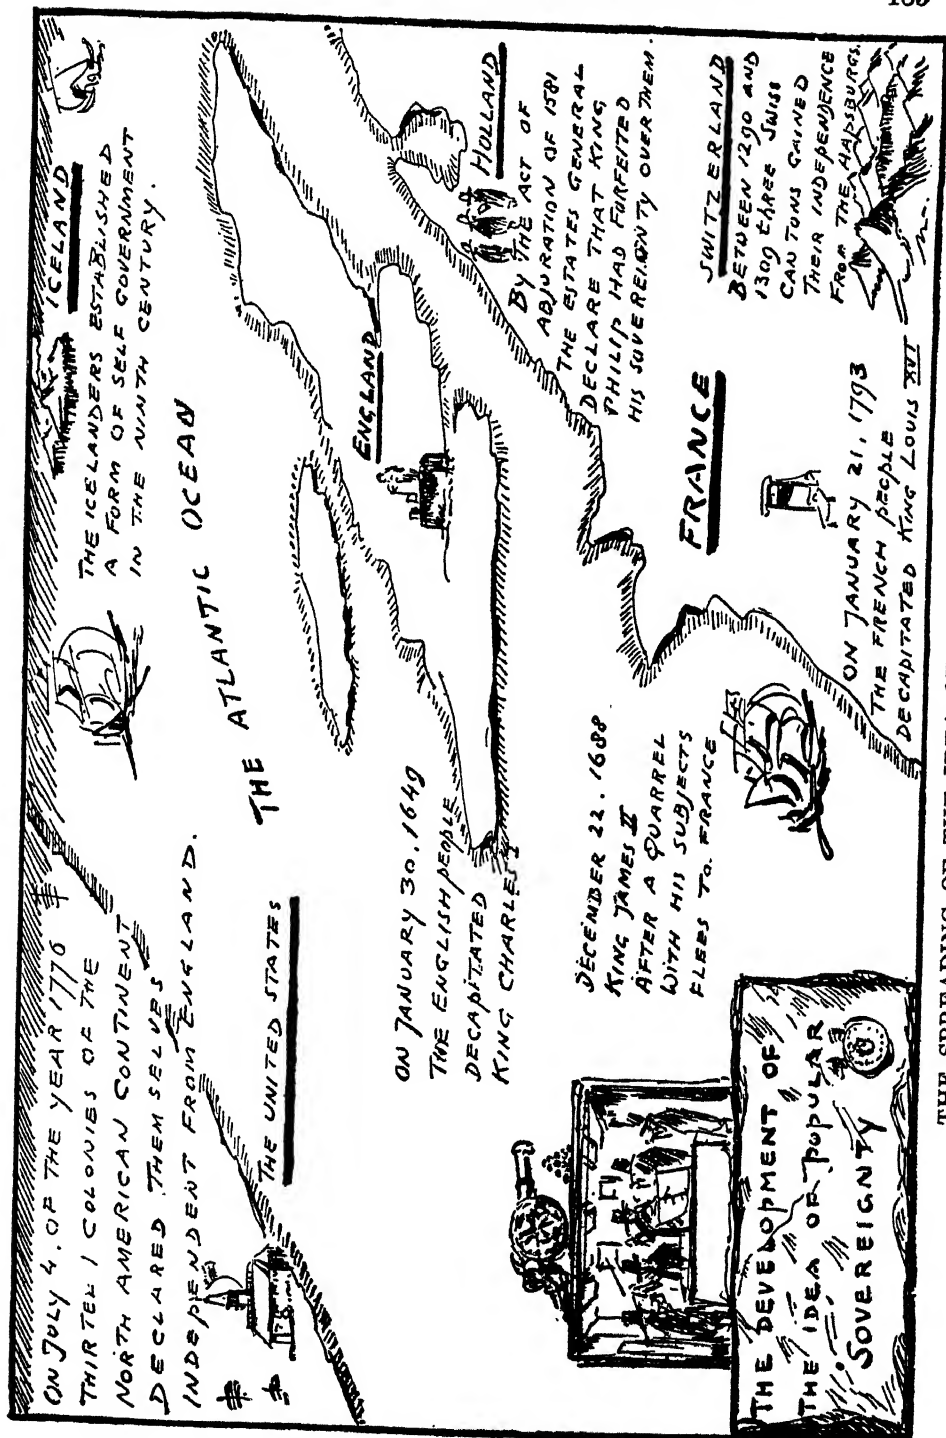 ON JULY 4. OF THE YEAR 1776
THIRTEEN COLONIES OF THE
NORTH AMERICAN CONTINENT
DECLARED THEMSELVES
INDEPENDENT FROM ENGLAND.
THE UNITED STATES
ICELAND
THE ICELANDERS ESTABLISHED
A FORM OF SELF GOVERNMENT
IN THE NINTH CENTURY.
THE ATLANTIC OCEAN
ENGLAND
ON JANUARY 30. 1649
THE ENGLISH PEOPLE
DECAPITATED
KING CHARLES I
HOLLAND
BY THE ACT OF
ABJURATION OF 1581
THE ESTATES GENERAL
DECLARE THAT KING
PHILIP HAD FORFEITED
HIS SOVEREIGNTY OVER THEM.
DECEMBER 22. 1688
KING JAMES II
AFTER A QUARREL
WITH HIS SUBJECTS
FLEES TO FRANCE
FRANCE
ON JANUARY 21, 1793
THE FRENCH PEOPLE
DECAPITATED KING LOUIS XVI
SWITZERLAND
BETWEEN 1290 AND
1309 three SWISS
CANTONS GAINED
THEIR INDEPENDENCE
FROM THE HAPSBURGS.
THE DEVELOPMENT OF
THE IDEA OF POPULAR
SOVEREIGNTY
THE SPREADING OF THE